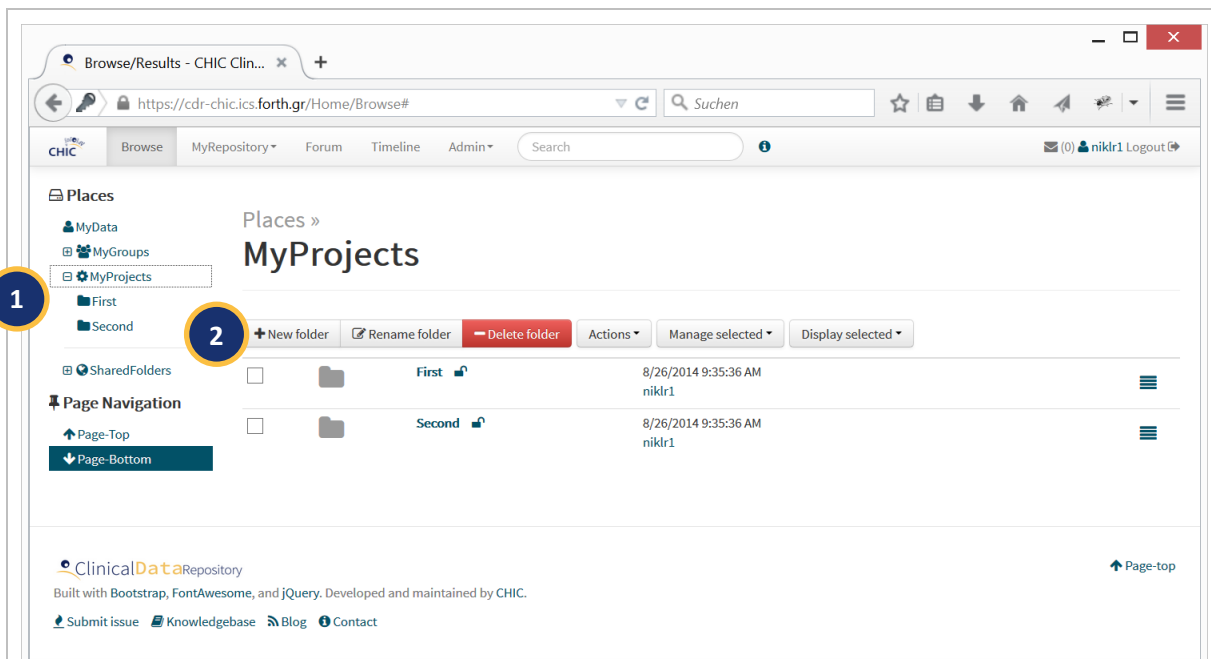 Browse/Results - CHIC Clin...
https://cdr-chic.ics.forth.gr/Home/Browse#
Suchen
CHIC Browse MyRepository Forum Timeline Admin Search (0) niklr1 Logout
Places
MyData
MyGroups
MyProjects
First
Second
SharedFolders
Page Navigation
Page-Top
Page-Bottom
1
Places »
MyProjects
2
New folder Rename folder Delete folder Actions Manage selected Display selected
First 8/26/2014 9:35:36 AM
niklr1
Second 8/26/2014 9:35:36 AM
niklr1
ClinicalDataRepository
Page-top
Built with Bootstrap, FontAwesome, and jQuery. Developed and maintained by CHIC.
Submit issue Knowledgebase Blog Contact